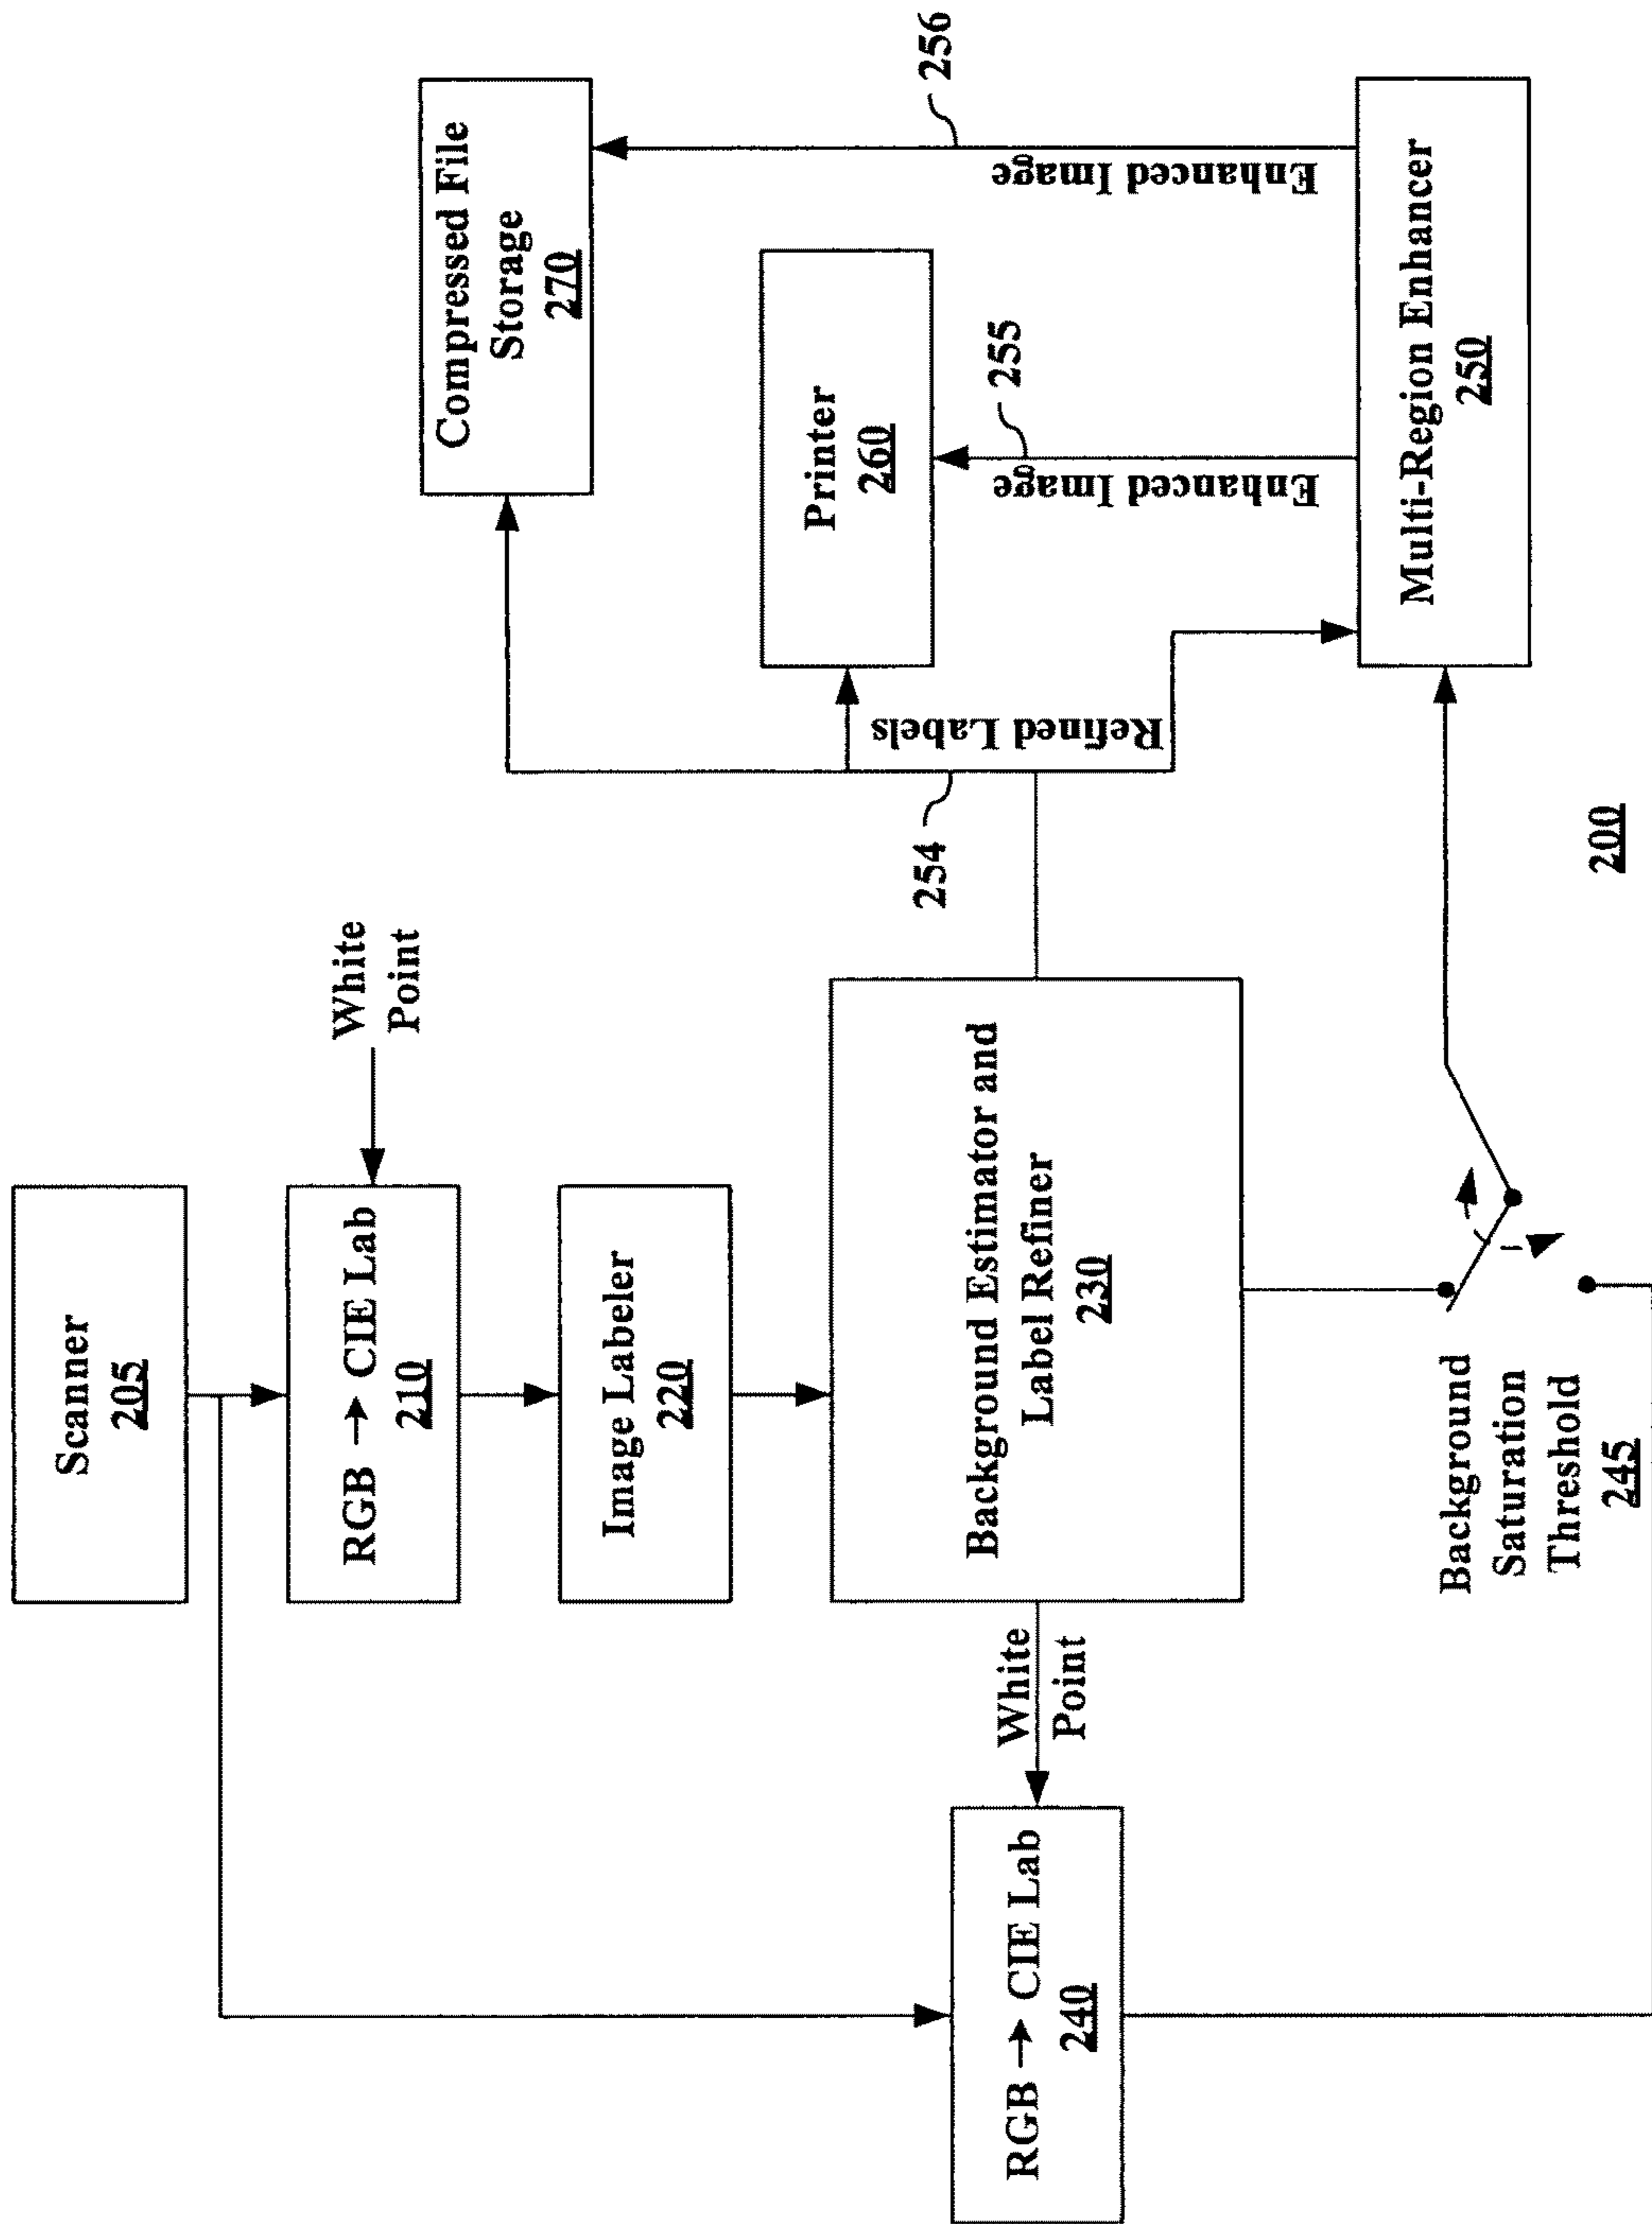 Scanner
205
White
Point
RGB → CIE Lab
210
Image Labeler
220
Background Estimator and
Label Refiner
230
White
Point
RGB → CIE Lab
240
Background
Saturation
Threshold
245
254
Refined Labels
Compressed File
Storage
270
Printer
260
Enhanced Image
255
Enhanced Image
256
Multi-Region Enhancer
250
200